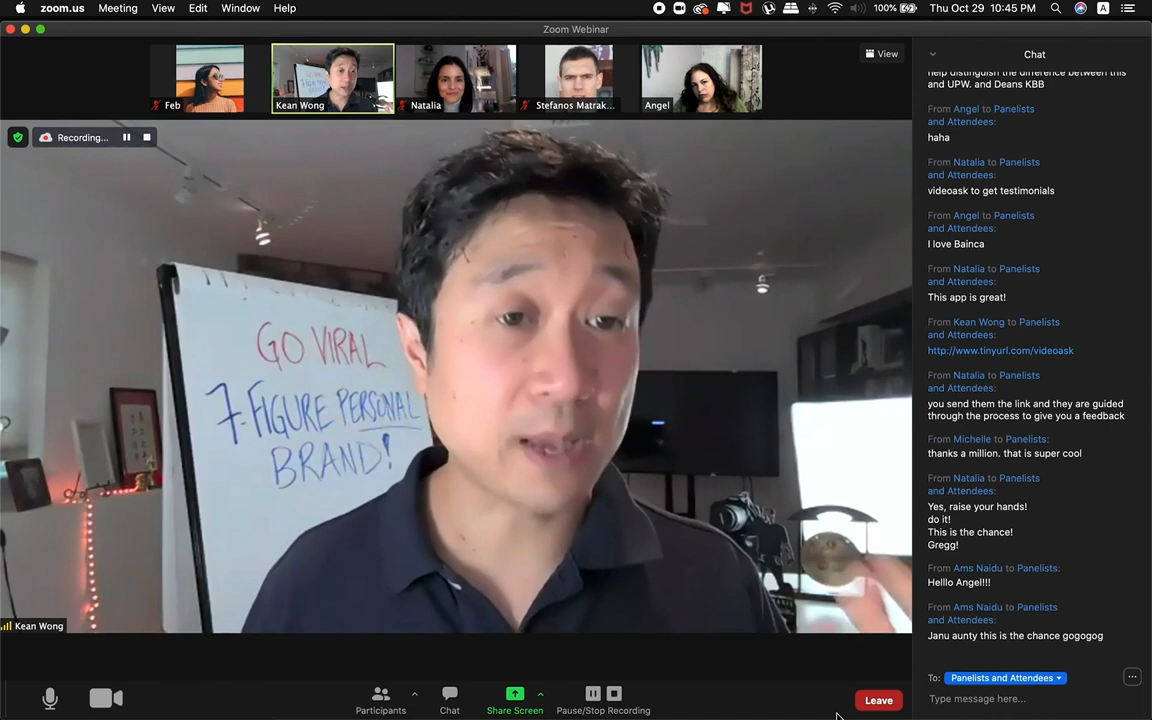 zoom.us Meeting View Edit Window Help 100% Thu Oct 29 10:45 PM
Zoom Webinar
View
Feb
Kean Wong
Natalia
Stefanos Matrak...
Angel
Recording...
GO VIRAL
7-FIGURE PERSONAL
BRAND!
Kean Wong
Chat
help distinguish the difference between this
and UPW. and Deans KBB
From Angel to Panelists
and Attendees:
haha
From Natalia to Panelists
and Attendees:
videoask to get testimonials
From Angel to Panelists
and Attendees:
I love Bainca
From Natalia to Panelists
and Attendees:
This app is great!
From Kean Wong to Panelists
and Attendees:
http://www.tinyurl.com/videoask
From Natalia to Panelists
and Attendees:
you send them the link and they are guided
through the process to give you a feedback
From Michelle to Panelists:
thanks a million. that is super cool
From Natalia to Panelists
and Attendees:
Yes, raise your hands!
do it!
This is the chance!
Gregg!
From Ams Naidu to Panelists:
Helllo Angel!!!
From Ams Naidu to Panelists
and Attendees:
Janu aunty this is the chance gogogog
To: Panelists and Attendees
Type message here...
Participants
Chat
Share Screen
Pause/Stop Recording
Leave